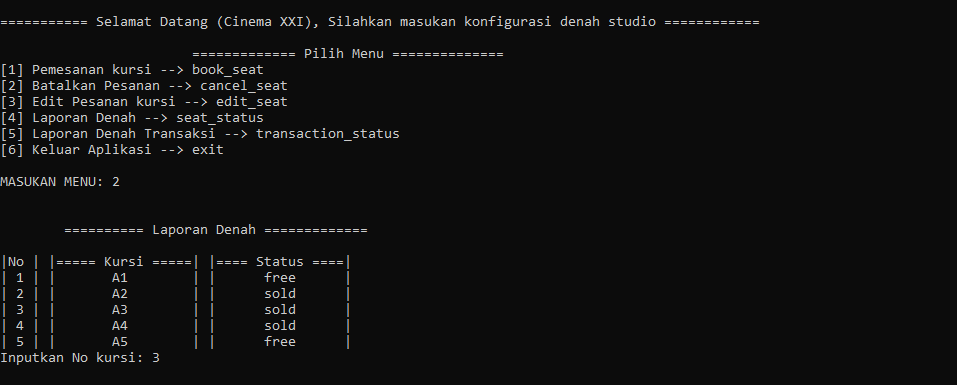 =========== Selamat Datang (Cinema XXI), Silahkan masukan konfigurasi denah studio ============
============= Pilih Menu ==============
[1] Pemesanan kursi --> book_seat
[2] Batalkan Pesanan --> cancel_seat
[3] Edit Pesanan kursi --> edit_seat
[4] Laporan Denah --> seat_status
[5] Laporan Denah Transaksi --> transaction_status
[6] Keluar Aplikasi --> exit
MASUKAN MENU: 2
========== Laporan Denah =============
|No | |===== Kursi =====| |==== Status ====|
| 1 | | A1 | | free |
| 2 | | A2 | | sold |
| 3 | | A3 | | sold |
| 4 | | A4 | | sold |
| 5 | | A5 | | free |
Inputkan No kursi: 3